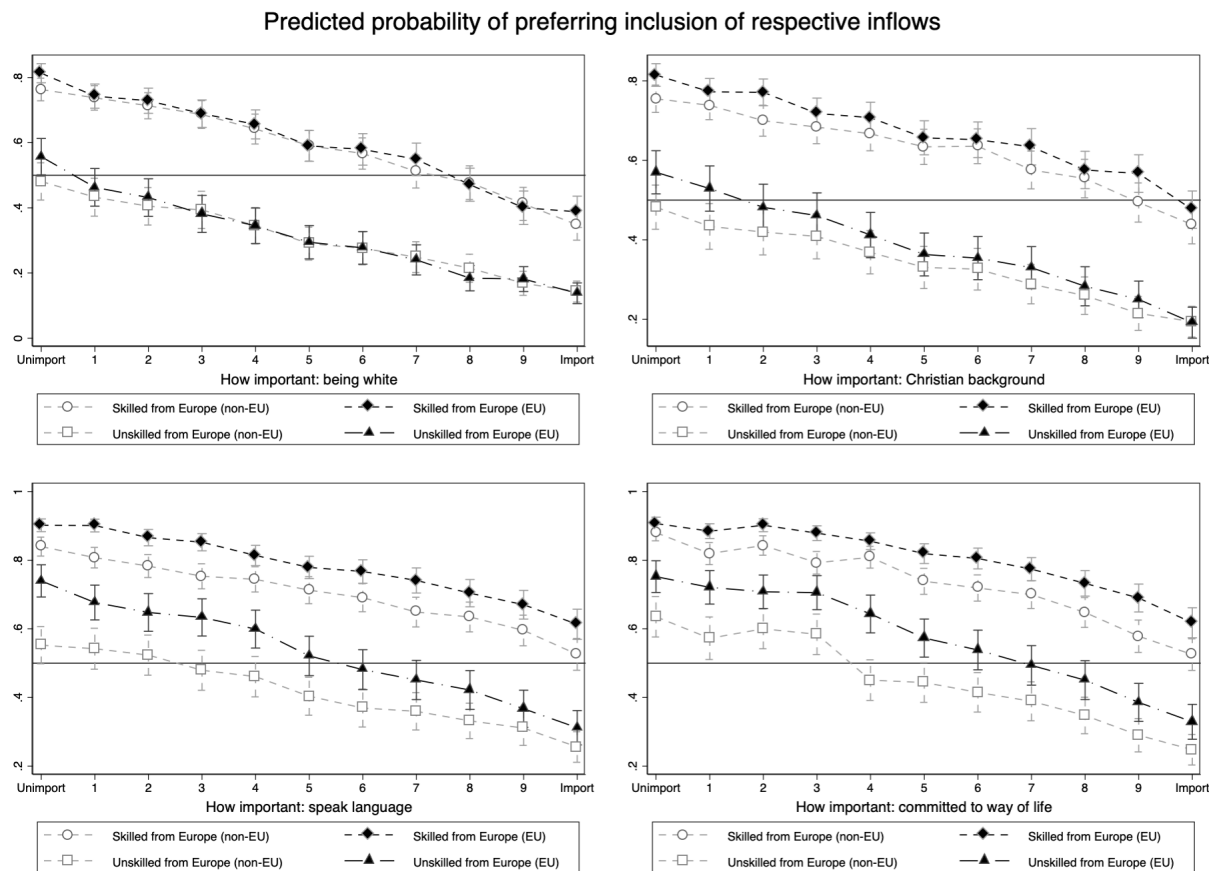 Predicted probability of preferring inclusion of respective inflows
.8
.6
.4
.2
0
Unimport 1 2 3 4 5 6 7 8 9 Import
How important: being white
Skilled from Europe (non-EU) Skilled from Europe (EU)
Unskilled from Europe (non-EU) Unskilled from Europe (EU)
.8
.6
.4
.2
Unimport 1 2 3 4 5 6 7 8 9 Import
How important: Christian background
Skilled from Europe (non-EU) Skilled from Europe (EU)
Unskilled from Europe (non-EU) Unskilled from Europe (EU)
1
.8
.6
.4
.2
Unimport 1 2 3 4 5 6 7 8 9 Import
How important: speak language
Skilled from Europe (non-EU) Skilled from Europe (EU)
Unskilled from Europe (non-EU) Unskilled from Europe (EU)
1
.8
.6
.4
.2
Unimport 1 2 3 4 5 6 7 8 9 Import
How important: committed to way of life
Skilled from Europe (non-EU) Skilled from Europe (EU)
Unskilled from Europe (non-EU) Unskilled from Europe (EU)